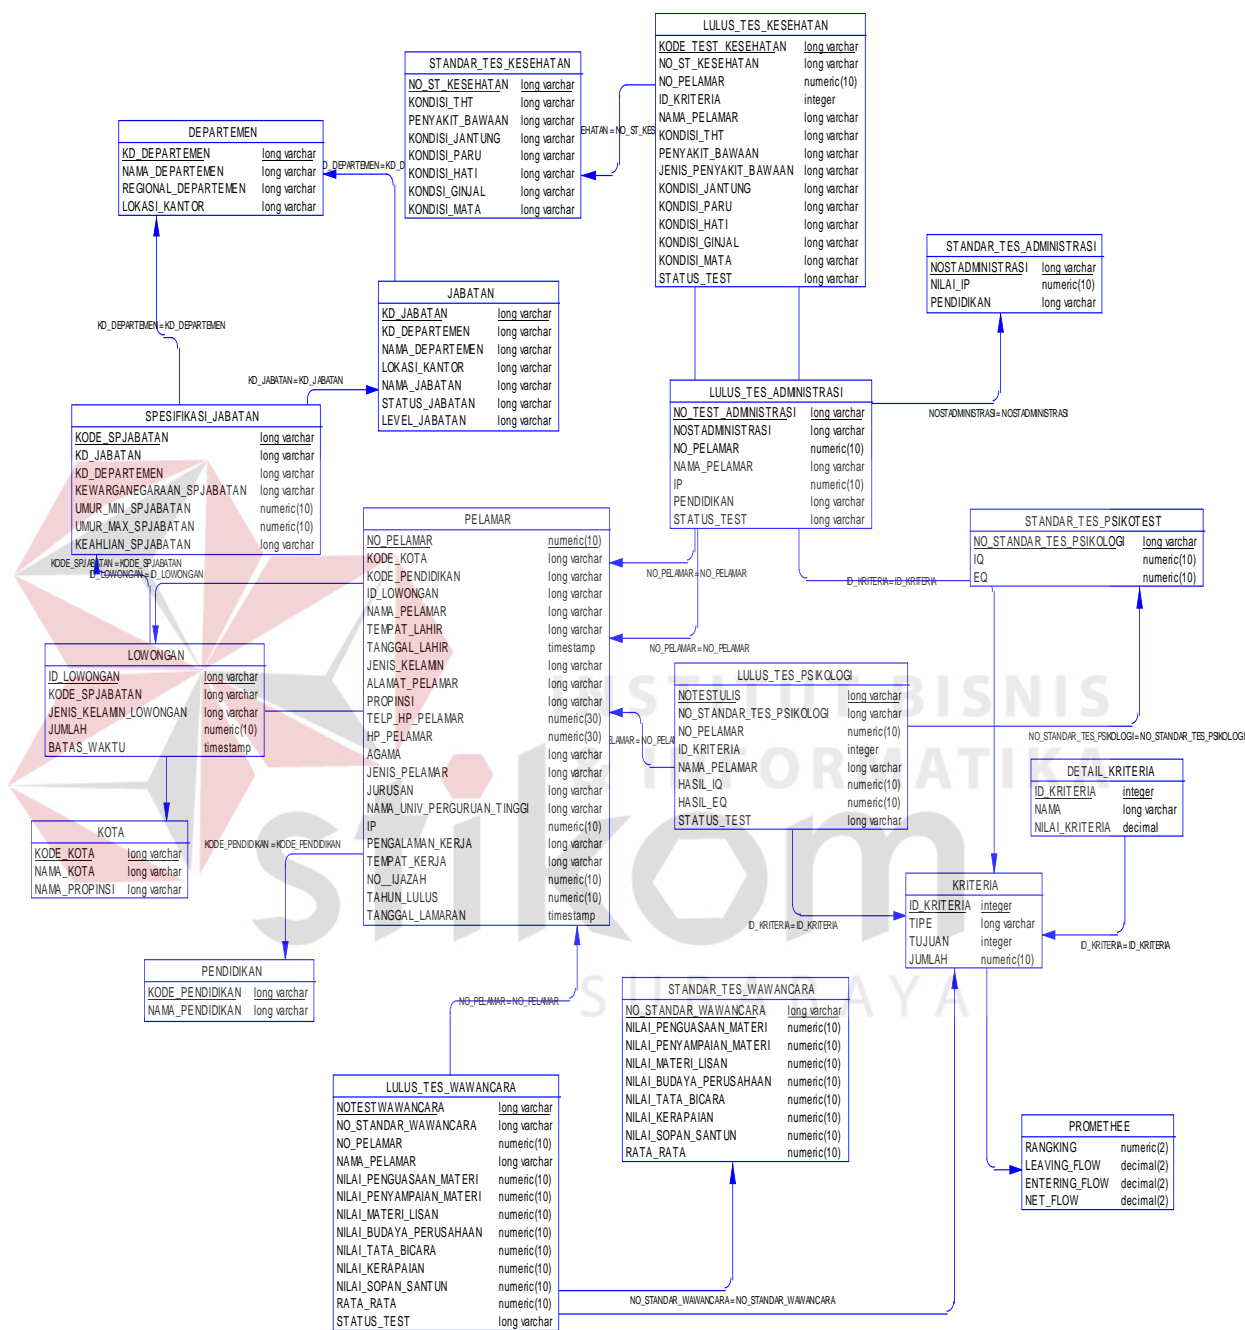 LULUS_TES_KESEHATAN
KODE_TEST_KESEHATAN long varchar
NO_ST_KESEHATAN long varchar
NO_PELAMAR numeric(10)
ID_KRITERIA integer
NAMA_PELAMAR long varchar
KONDISI_THT long varchar
PENYAKIT_BAWAAN long varchar
JENIS_PENYAKIT_BAWAAN long varchar
KONDISI_JANTUNG long varchar
KONDISI_PARU long varchar
KONDISI_HATI long varchar
KONDISI_GINJAL long varchar
KONDISI_MATA long varchar
STATUS_TEST long varchar
STANDAR_TES_KESEHATAN
NO_ST_KESEHATAN long varchar
KONDISI_THT long varchar
PENYAKIT_BAWAAN long varchar
KONDISI_JANTUNG long varchar
KONDISI_PARU long varchar
KONDISI_HATI long varchar
KONDSI_GINJAL long varchar
KONDISI_MATA long varchar
EHATAN = NO_ST_KES
DEPARTEMEN
KD_DEPARTEMEN long varchar
NAMA_DEPARTEMEN long varchar
REGIONAL_DEPARTEMEN long varchar
LOKASI_KANTOR long varchar
D_DEPARTEMEN = KD_D
STANDAR_TES_ADMINISTRASI
NOSTADMINISTRASI long varchar
NILAI_IP numeric(10)
PENDIDIKAN long varchar
JABATAN
KD_JABATAN long varchar
KD_DEPARTEMEN long varchar
NAMA_DEPARTEMEN long varchar
LOKASI_KANTOR long varchar
NAMA_JABATAN long varchar
STATUS_JABATAN long varchar
LEVEL_JABATAN long varchar
KD_DEPARTEMEN = KD_DEPARTEMEN
KD_JABATAN = KD_JABATAN
LULUS_TES_ADMINISTRASI
NO_TEST_ADMINISTRASI long varchar
NOSTADMINISTRASI long varchar
NO_PELAMAR numeric(10)
NAMA_PELAMAR long varchar
IP numeric(10)
PENDIDIKAN long varchar
STATUS_TEST long varchar
NOSTADMINISTRASI = NOSTADMINISTRASI
SPESIFIKASI_JABATAN
KODE_SPJABATAN long varchar
KD_JABATAN long varchar
KD_DEPARTEMEN long varchar
KEWARGANEGARAAN_SPJABATAN long varchar
UMUR_MIN_SPJABATAN numeric(10)
UMUR_MAX_SPJABATAN numeric(10)
KEAHLIAN_SPJABATAN long varchar
KODE_SPJABATAN = KODE_SPJABATAN
ID_LOWONGAN = ID_LOWONGAN
PELAMAR
NO_PELAMAR numeric(10)
KODE_KOTA long varchar
KODE_PENDIDIKAN long varchar
ID_LOWONGAN long varchar
NAMA_PELAMAR long varchar
TEMPAT_LAHIR long varchar
TANGGAL_LAHIR timestamp
JENIS_KELAMIN long varchar
ALAMAT_PELAMAR long varchar
PROPINSI long varchar
TELP_HP_PELAMAR numeric(30)
HP_PELAMAR numeric(30)
AGAMA long varchar
JENIS_PELAMAR long varchar
JURUSAN long varchar
NAMA_UNIV_PERGURUAN_TINGGI long varchar
IP numeric(10)
PENGALAMAN_KERJA long varchar
TEMPAT_KERJA long varchar
NO__IJAZAH numeric(10)
TAHUN_LULUS numeric(10)
TANGGAL_LAMARAN timestamp
STANDAR_TES_PSIKOTEST
NO_STANDAR_TES_PSIKOLOGI long varchar
IQ numeric(10)
EQ numeric(10)
NO_PELAMAR = NO_PELAMAR
ID_KRITERIA = ID_KRITERIA
NO_PELAMAR = NO_PELAMAR
LOWONGAN
ID_LOWONGAN long varchar
KODE_SPJABATAN long varchar
JENIS_KELAMIN_LOWONGAN long varchar
JUMLAH numeric(10)
BATAS_WAKTU timestamp
LULUS_TES_PSIKOLOGI
NOTESTULIS long varchar
NO_STANDAR_TES_PSIKOLOGI long varchar
NO_PELAMAR numeric(10)
ID_KRITERIA integer
NAMA_PELAMAR long varchar
HASIL_IQ numeric(10)
HASIL_EQ numeric(10)
STATUS_TEST long varchar
ELAMAR = NO_PELA
NO_STANDAR_TES_PSIKOLOGI = NO_STANDAR_TES_PSIKOLOGI
INSTITUT BISNIS
& INFORMATIKA
stikom
SURABAYA
DETAIL_KRITERIA
ID_KRITERIA integer
NAMA long varchar
NILAI_KRITERIA decimal
KOTA
KODE_KOTA long varchar
NAMA_KOTA long varchar
NAMA_PROPINSI long varchar
KODE_PENDIDIKAN = KODE_PENDIDIKAN
KRITERIA
ID_KRITERIA integer
TIPE long varchar
TUJUAN integer
JUMLAH numeric(10)
ID_KRITERIA = ID_KRITERIA
ID_KRITERIA = ID_KRITERIA
PENDIDIKAN
KODE_PENDIDIKAN long varchar
NAMA_PENDIDIKAN long varchar
NO_PELAMAR = NO_PELAMAR
STANDAR_TES_WAWANCARA
NO_STANDAR_WAWANCARA long varchar
NILAI_PENGUASAAN_MATERI numeric(10)
NILAI_PENYAMPAIAN_MATERI numeric(10)
NILAI_MATERI_LISAN numeric(10)
NILAI_BUDAYA_PERUSAHAAN numeric(10)
NILAI_TATA_BICARA numeric(10)
NILAI_KERAPAIAN numeric(10)
NILAI_SOPAN_SANTUN numeric(10)
RATA_RATA numeric(10)
LULUS_TES_WAWANCARA
NOTESTWAWANCARA long varchar
NO_STANDAR_WAWANCARA long varchar
NO_PELAMAR numeric(10)
NAMA_PELAMAR long varchar
NILAI_PENGUASAAN_MATERI numeric(10)
NILAI_PENYAMPAIAN_MATERI numeric(10)
NILAI_MATERI_LISAN numeric(10)
NILAI_BUDAYA_PERUSAHAAN numeric(10)
NILAI_TATA_BICARA numeric(10)
NILAI_KERAPAIAN numeric(10)
NILAI_SOPAN_SANTUN numeric(10)
RATA_RATA numeric(10)
STATUS_TEST long varchar
NO_STANDAR_WAWANCARA = NO_STANDAR_WAWANCARA
PROMETHEE
RANGKING numeric(2)
LEAVING_FLOW decimal(2)
ENTERING_FLOW decimal(2)
NET_FLOW decimal(2)